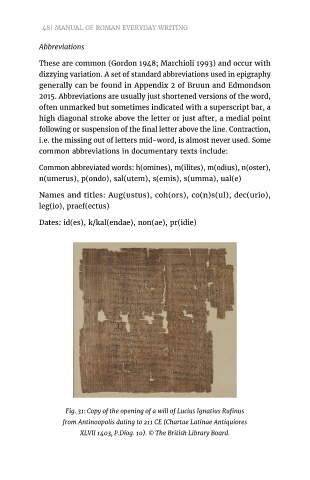 48| MANUAL OF ROMAN EVERYDAY WRITING
Abbreviations
These are common (Gordon 1948; Marchioli 1993) and occur with
dizzying variation. A set of standard abbreviations used in epigraphy
generally can be found in Appendix 2 of Bruun and Edmondson
2015. Abbreviations are usually just shortened versions of the word,
often unmarked but sometimes indicated with a superscript bar, a
high diagonal stroke above the letter or just after, a medial point
following or suspension of the final letter above the line. Contraction,
i.e. the missing out of letters mid-word, is almost never used. Some
common abbreviations in documentary texts include:
Common abbreviated words: h(omines), m(ilites), m(odius), n(oster),
n(umerus), p(ondo), sal(utem), s(emis), s(umma), ual(e)
Names and titles: Aug(ustus), coh(ors), co(n)s(ul), dec(urio),
leg(io), praef(ectus)
Dates: id(es), k/kal(endae), non(ae), pr(idie)
Fig. 31: Copy of the opening of a will of Lucius Ignatius Rufinus
from Antinoopolis dating to 211 CE (Chartae Latinae Antiquiores
XLVII 1403, P.Diog. 10). © The British Library Board.